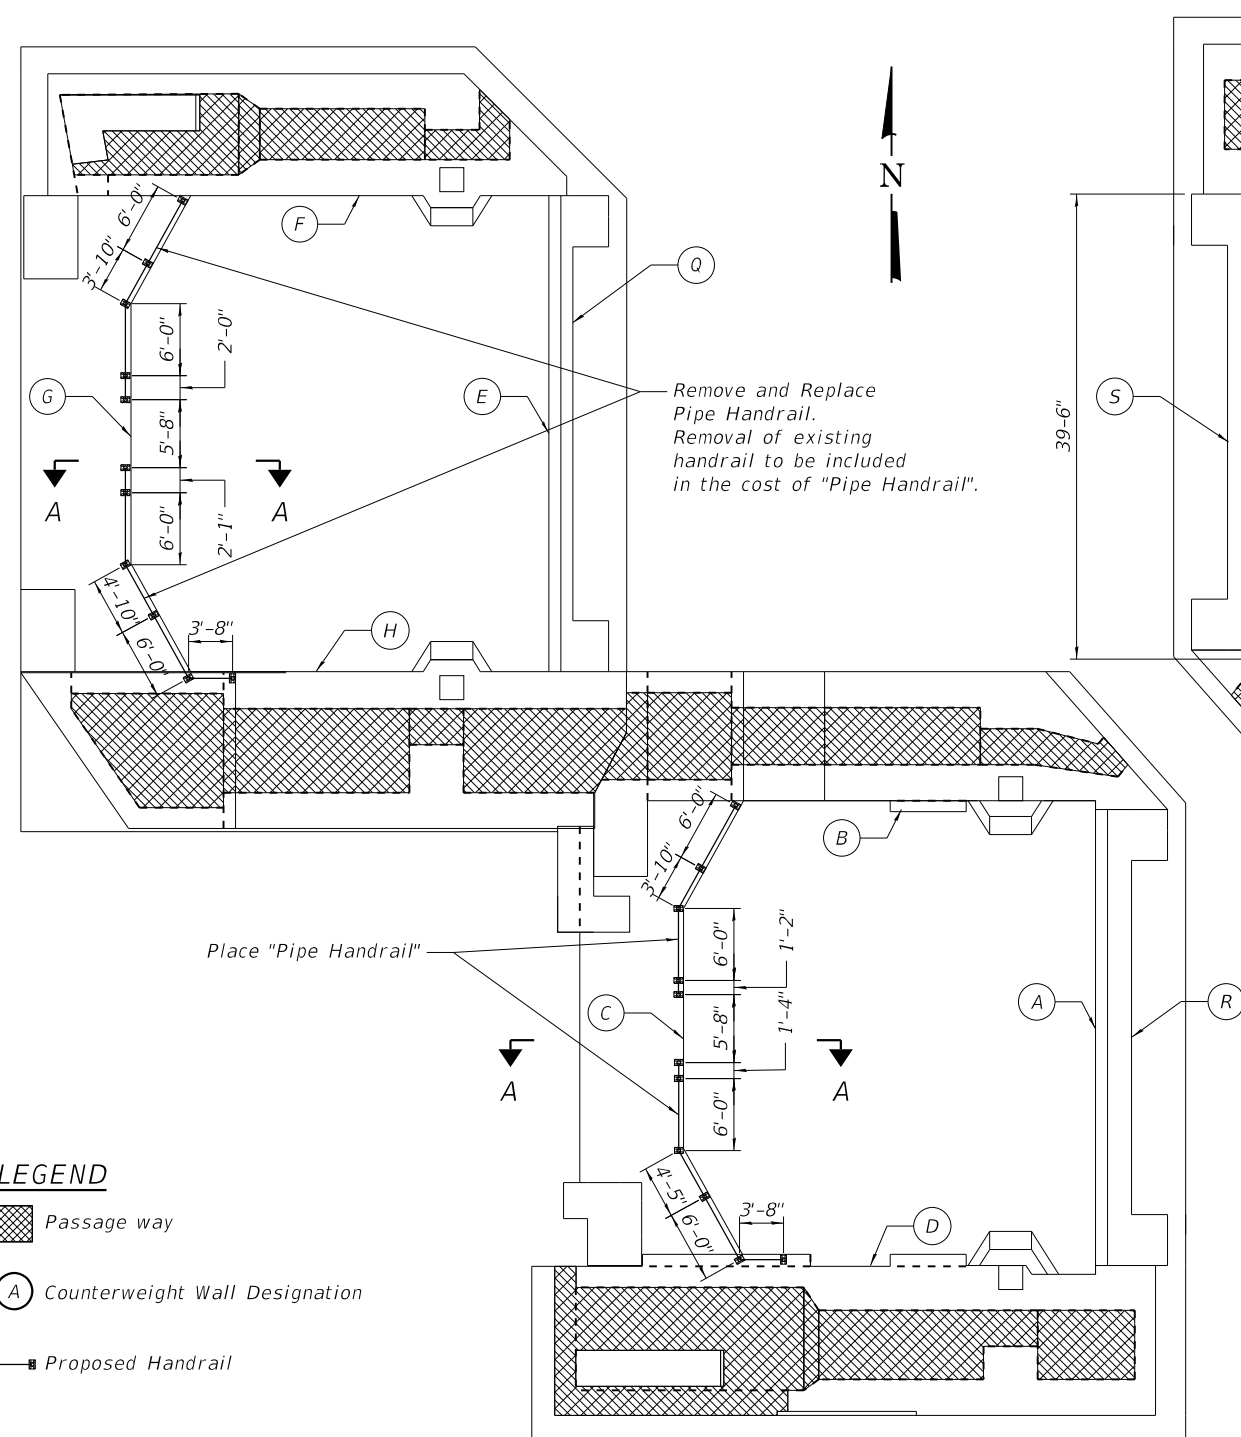 N
6'-0"
3'-10"
F
Q
6'-0"
2'-0"
G
E
S
39'-6"
5'-8"
Remove and Replace
Pipe Handrail.
Removal of existing
handrail to be included
in the cost of "Pipe Handrail".
A
A
6'-0"
2'-1"
4'-10"
6'-0"
3'-8"
H
6'-0"
3'-10"
B
Place "Pipe Handrail"
6'-0"
1'-2"
C
5'-8"
1'-4"
A
R
A
A
6'-0"
4'-5"
6'-0"
3'-8"
D
LEGEND
Passage way
A
Counterweight Wall Designation
Proposed Handrail